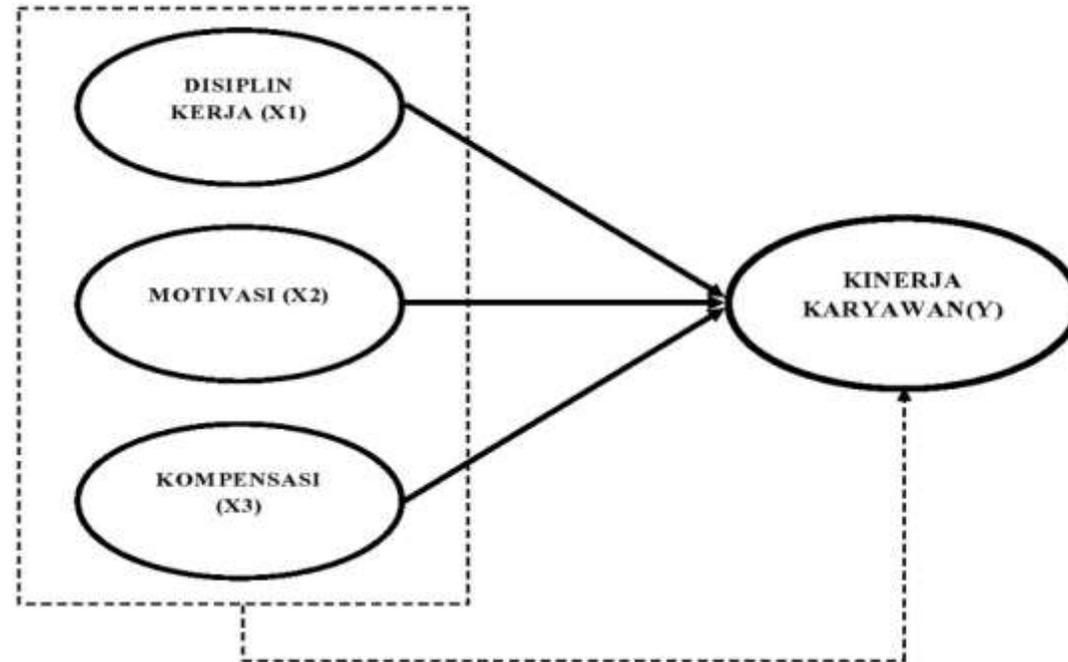 DISIPLIN
KERJA (X1)
MOTIVASI (X2)
KOMPENSASI
(X3)
KINERJA
KARYAWAN(Y)